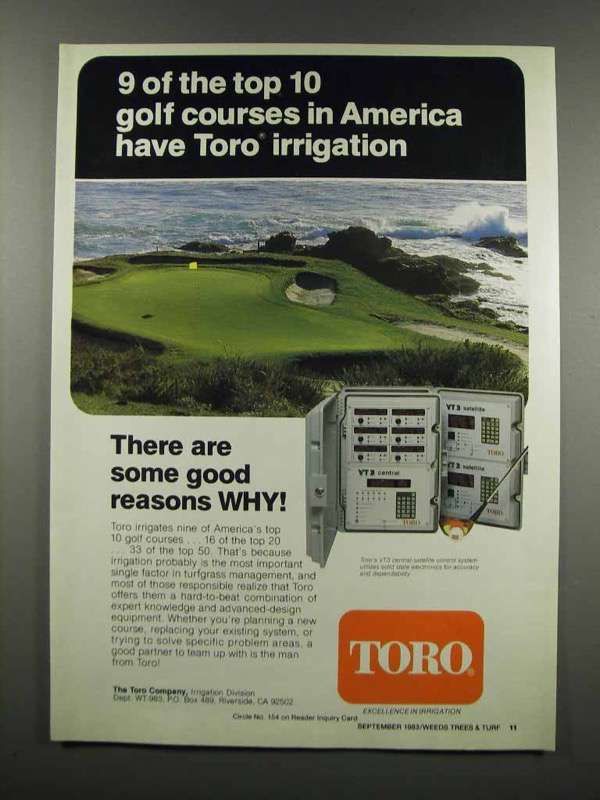 9 of the top 10
golf courses in America
have Toro® irrigation
VT3 satellite
TORO
VT3 satellite
TORO
VT3 central
TORO
There are
some good
reasons WHY!
Toro irrigates nine of America's top
10 golf courses . . . 16 of the top 20
. . . 33 of the top 50. That's because
irrigation probably is the most important
single factor in turfgrass management, and
most of those responsible realize that Toro
offers them a hard-to-beat combination of
expert knowledge and advanced-design
equipment. Whether you're planning a new
course, replacing your existing system, or
trying to solve specific problem areas, a
good partner to team up with is the man
from Toro!
Toro's VT3 central-satellite control system
utilizes solid state electronics for accuracy
and dependability.
TORO®
EXCELLENCE IN IRRIGATION
The Toro Company, Irrigation Division
Dept. WT-983, P.O. Box 489, Riverside, CA 92502
Circle No. 154 on Reader Inquiry Card
SEPTEMBER 1983/WEEDS TREES & TURF 11